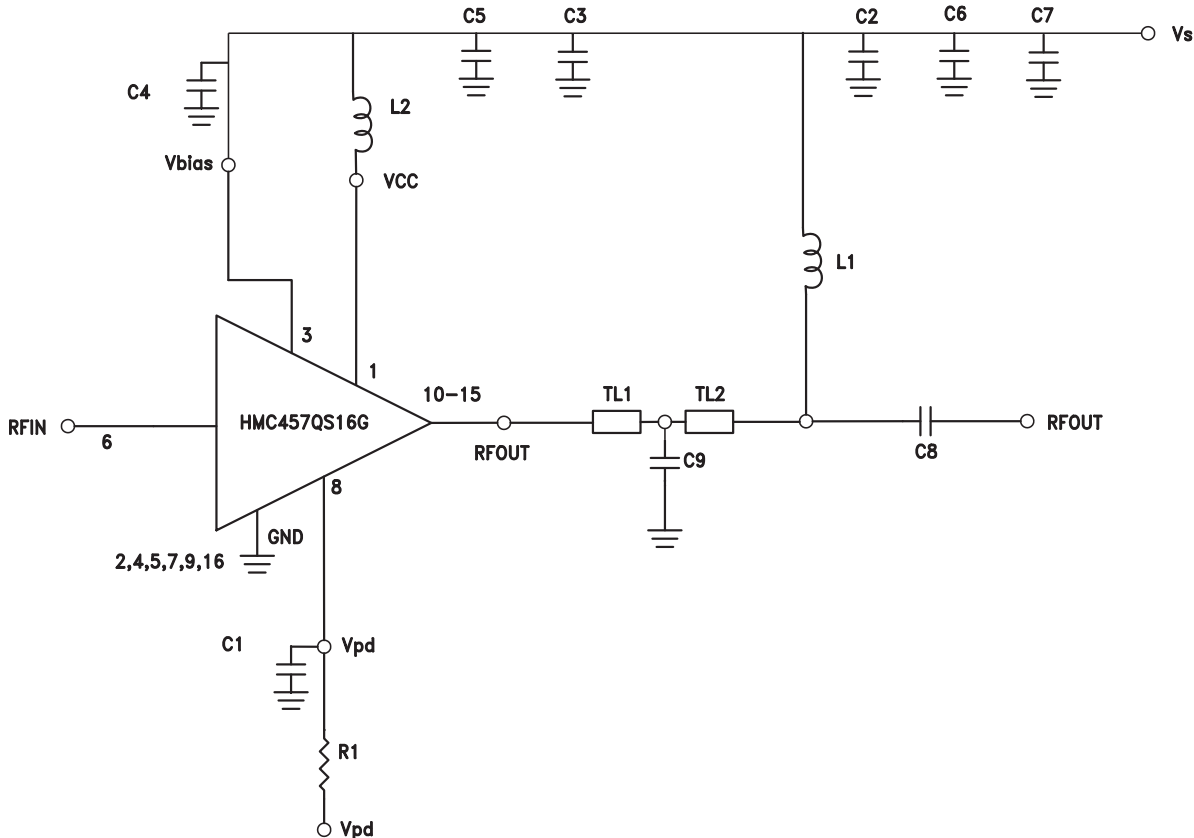 C5
C3
C2
C6
C7
Vs
C4
L2
Vbias
VCC
L1
3
1
10-15
TL1
TL2
HMC457QS16G
RFIN
6
RFOUT
RFOUT
C8
C9
8
GND
2,4,5,7,9,16
C1
Vpd
R1
Vpd